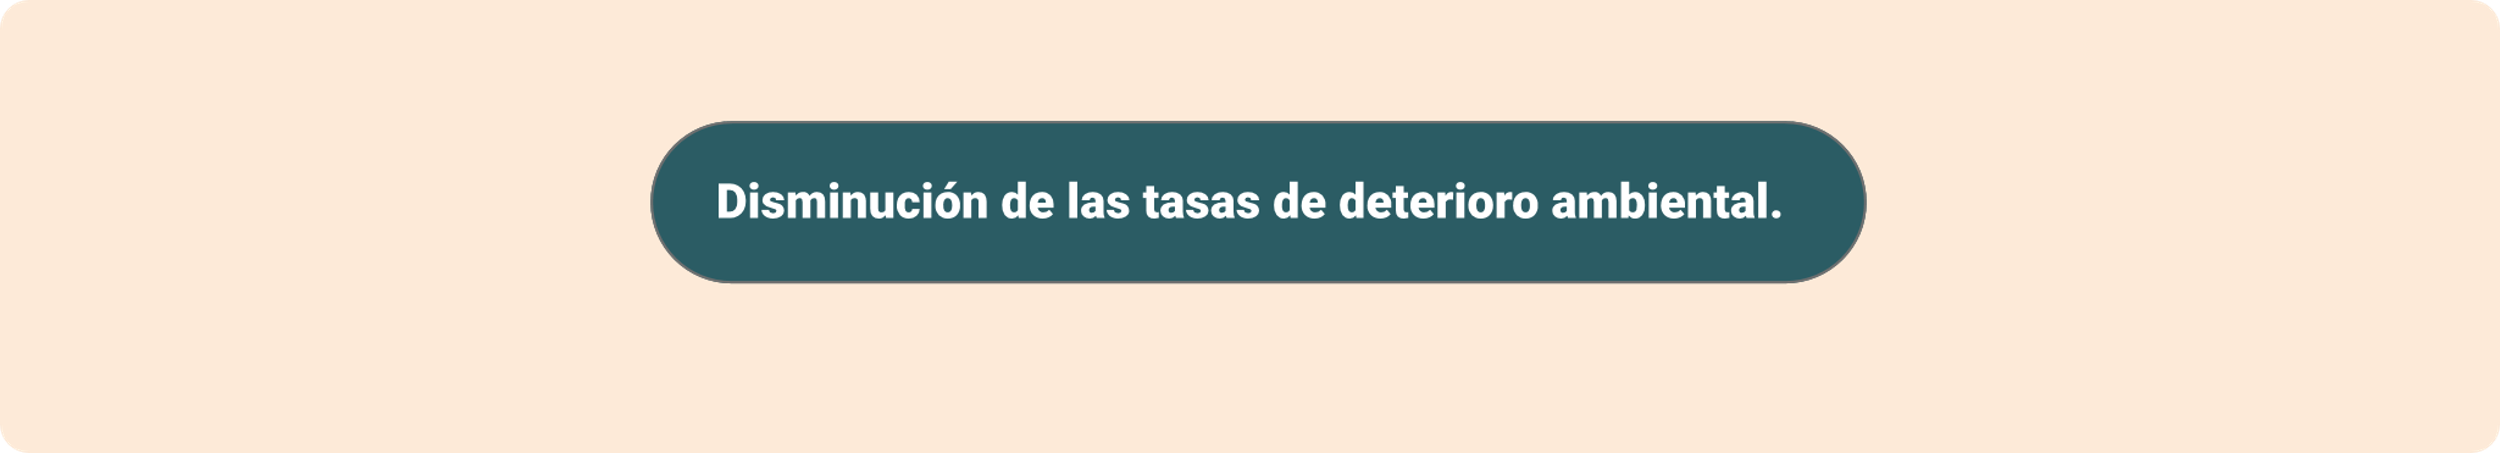 Disminución de las tasas de deterioro ambiental.